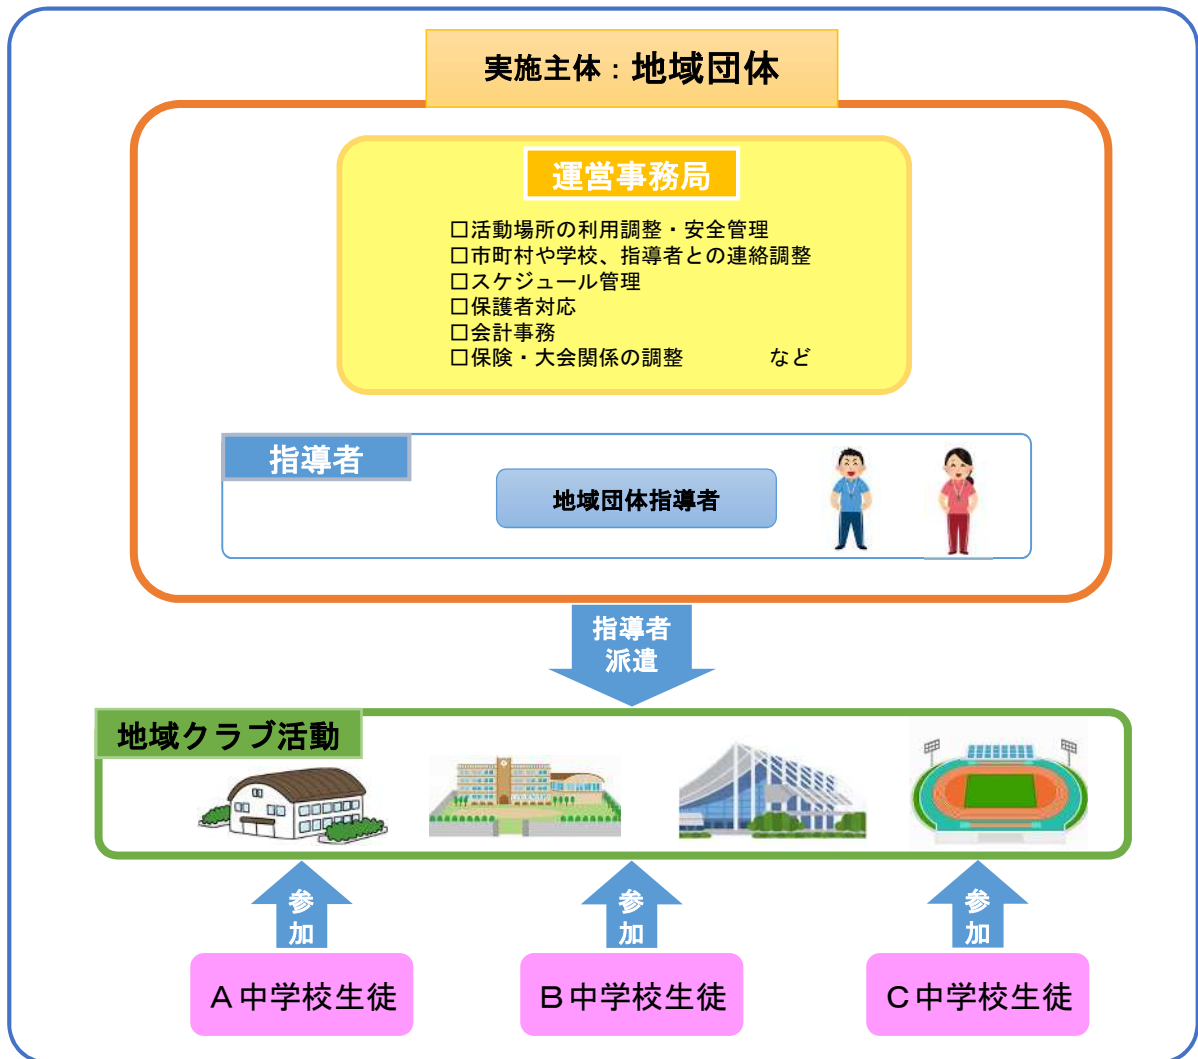 実施主体：地域団体
運営事務局
□活動場所の利用調整・安全管理
□市町村や学校、指導者との連絡調整
□スケジュール管理
□保護者対応
□会計事務
□保険・大会関係の調整　　　　など
指導者
地域団体指導者
指導者
派遣
地域クラブ活動
参
加
参
加
参
加
Ａ中学校生徒
Ｂ中学校生徒
Ｃ中学校生徒